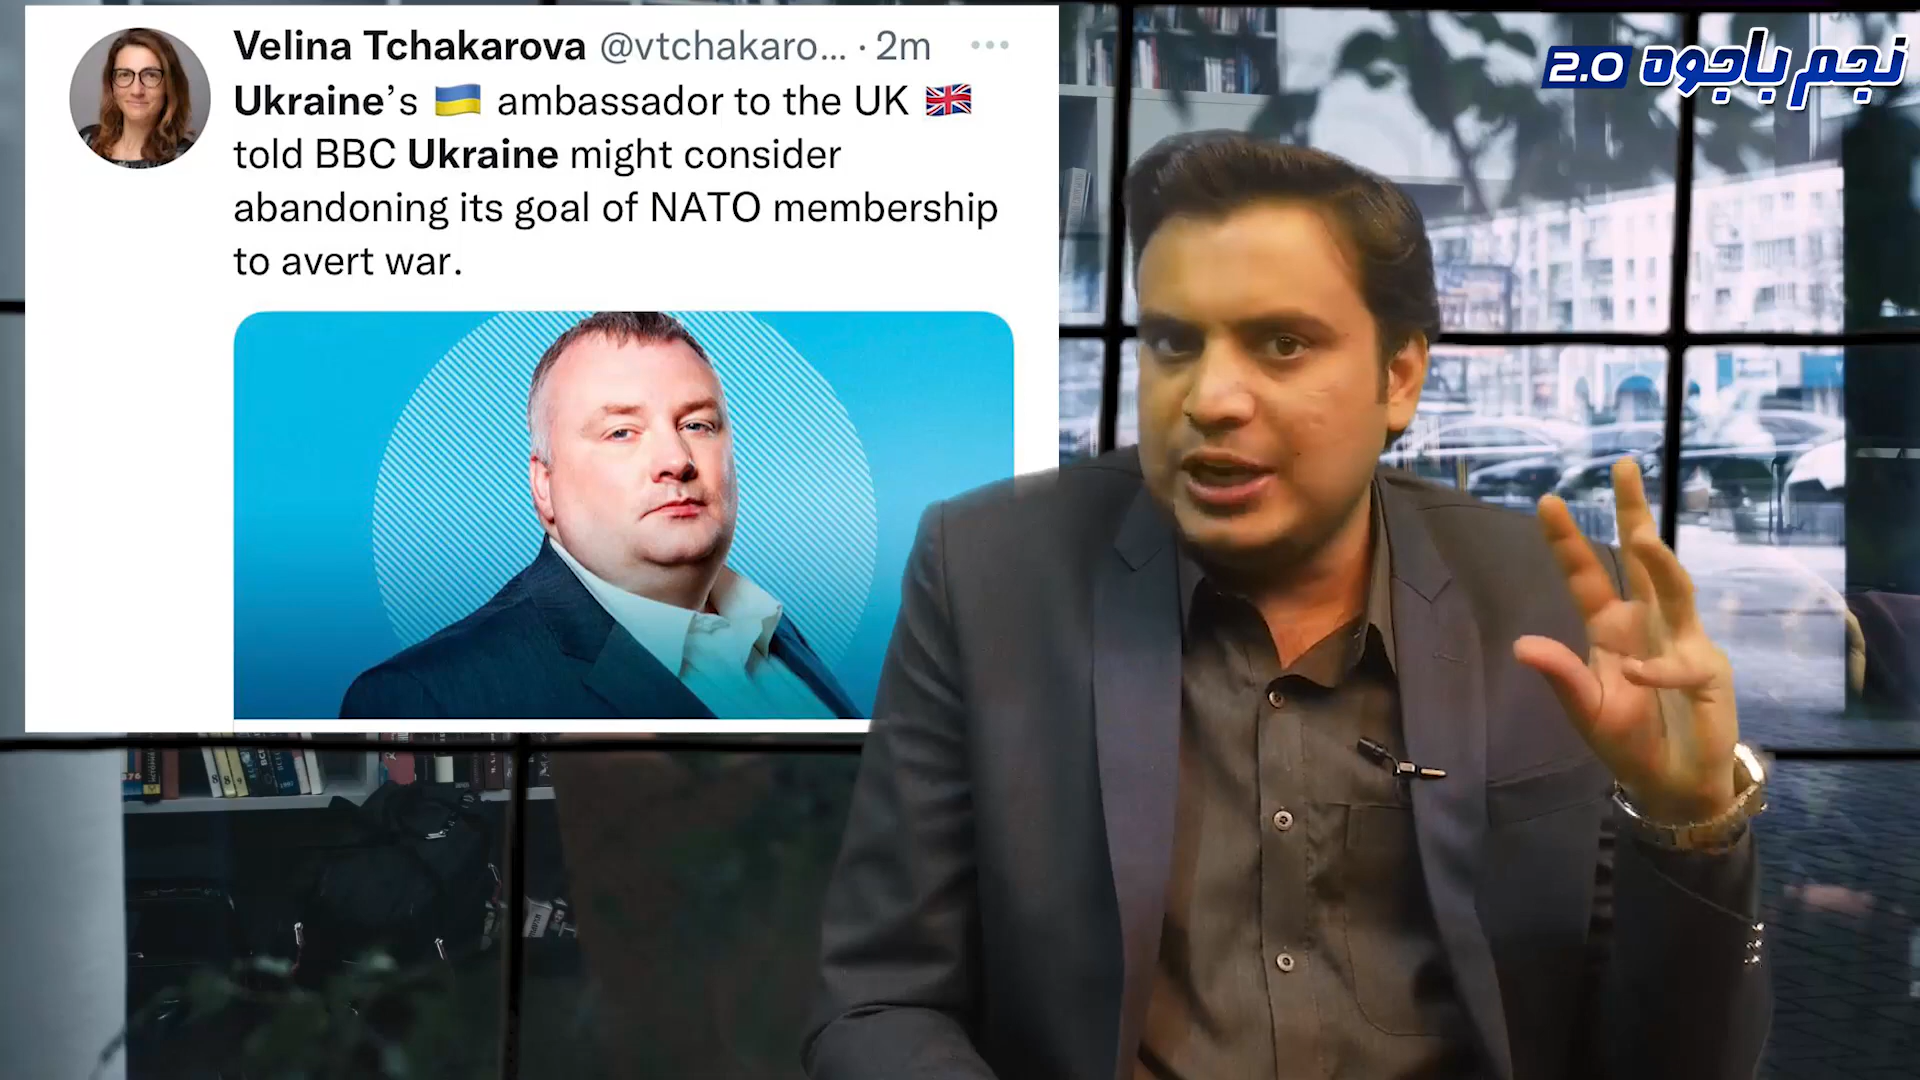 Velina Tchakarova @vtchakaro... · 2m
Ukraine's 🇺🇦 ambassador to the UK 🇬🇧
told BBC Ukraine might consider
abandoning its goal of NATO membership
to avert war.
نجم باجوه 2.0